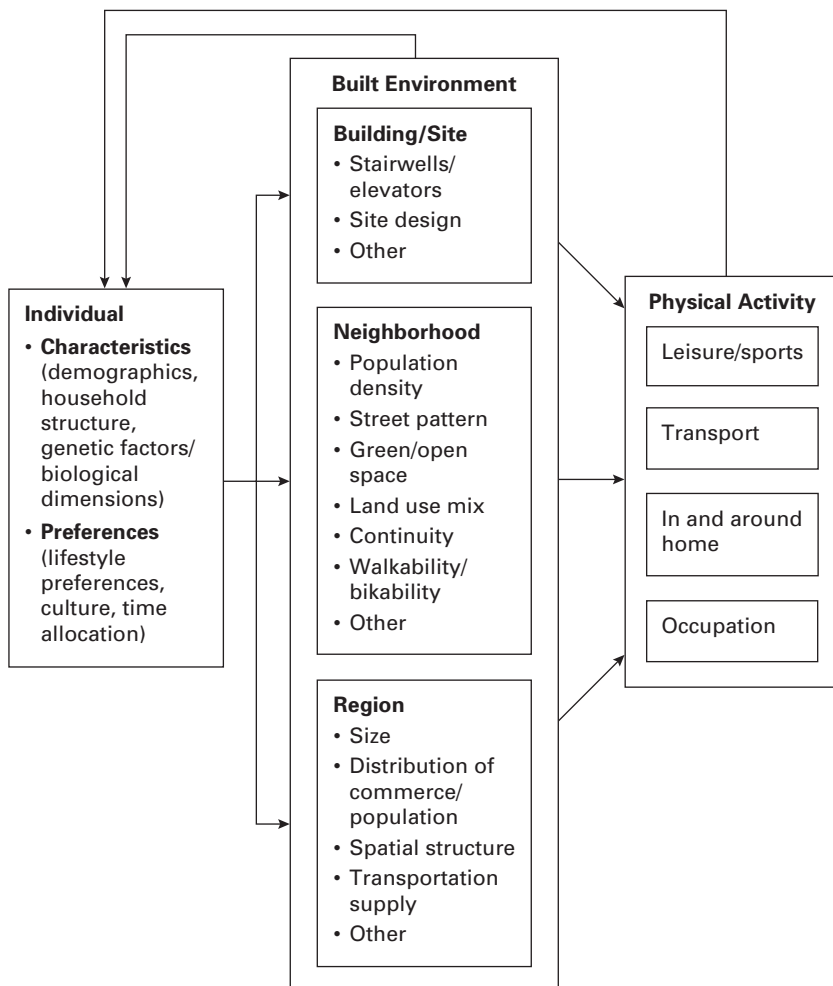 Individual
• Characteristics
(demographics,
household
structure,
genetic factors/
biological
dimensions)
• Preferences
(lifestyle
preferences,
culture, time
allocation)
Built Environment
Building/Site
• Stairwells/
elevators
• Site design
• Other
Neighborhood
• Population
density
• Street pattern
• Green/open
space
• Land use mix
• Continuity
• Walkability/
bikability
• Other
Region
• Size
• Distribution of
commerce/
population
• Spatial structure
• Transportation
supply
• Other
Physical Activity
Leisure/sports
Transport
In and around
home
Occupation